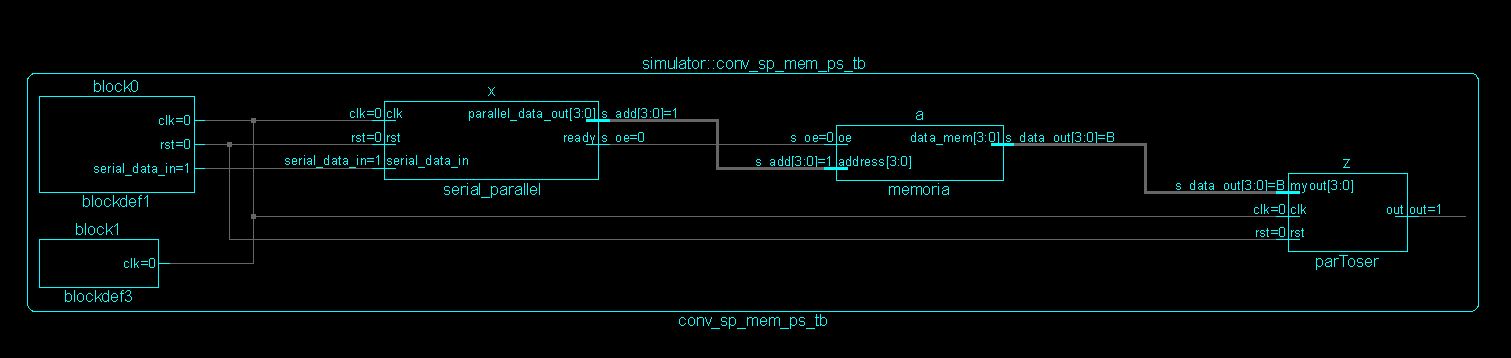 simulator::conv_sp_mem_ps_tb
block0
clk=0
rst=0
serial_data_in=1
blockdef1
block1
clk=0
blockdef3
x
clk=0 clk
rst=0 rst
serial_data_in=1 serial_data_in
parallel_data_out[3:0] s_add[3:0]=1
ready s_oe=0
serial_parallel
a
s_oe=0 oe
s_add[3:0]=1 address[3:0]
data_mem[3:0] s_data_out[3:0]=B
memoria
z
s_data_out[3:0]=B myout[3:0]
clk=0 clk
rst=0 rst
out out=1
parToser
conv_sp_mem_ps_tb